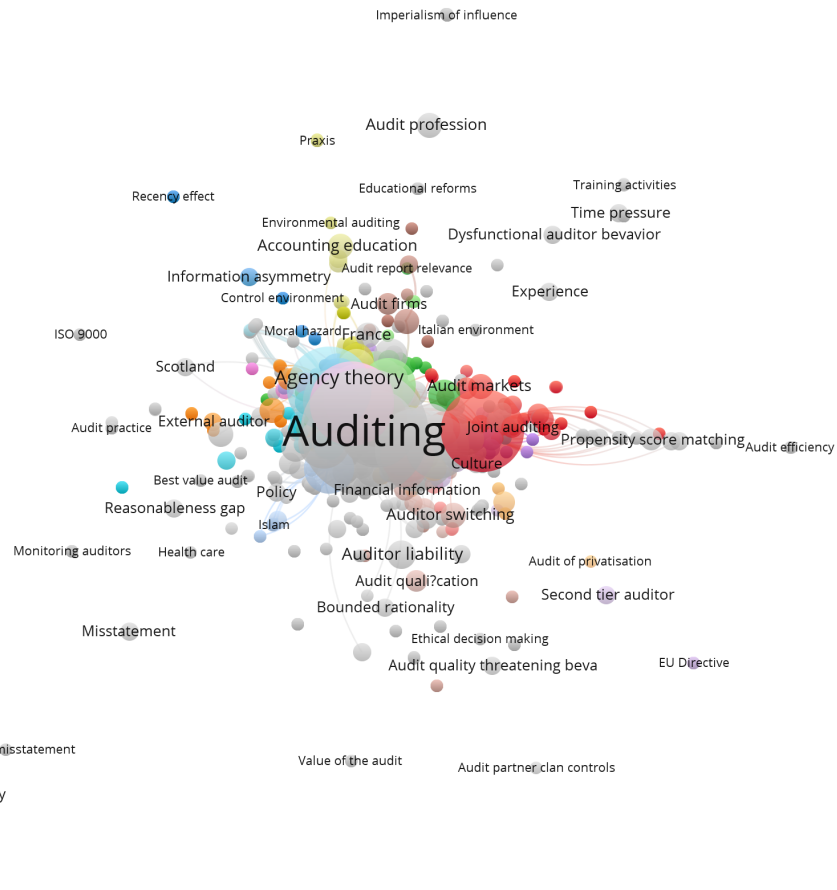 Imperialism of influence
Audit profession
Praxis
Educational reforms
Training activities
Recency effect
Time pressure
Environmental auditing
Dysfunctional auditor bevavior
Accounting education
Audit report relevance
Information asymmetry
Experience
Control environment
Audit firms
Moral hazard
France
Italian environment
ISO 9000
Scotland
Agency theory
Audit markets
Audit practice
External auditor
Auditing
Joint auditing
Propensity score matching
Audit efficiency
Culture
Best value audit
Policy
Financial information
Reasonableness gap
Auditor switching
Islam
Monitoring auditors
Health care
Auditor liability
Audit of privatisation
Audit quali?cation
Second tier auditor
Bounded rationality
Misstatement
Ethical decision making
Audit quality threatening beva
EU Directive
misstatement
Value of the audit
Audit partner clan controls
y